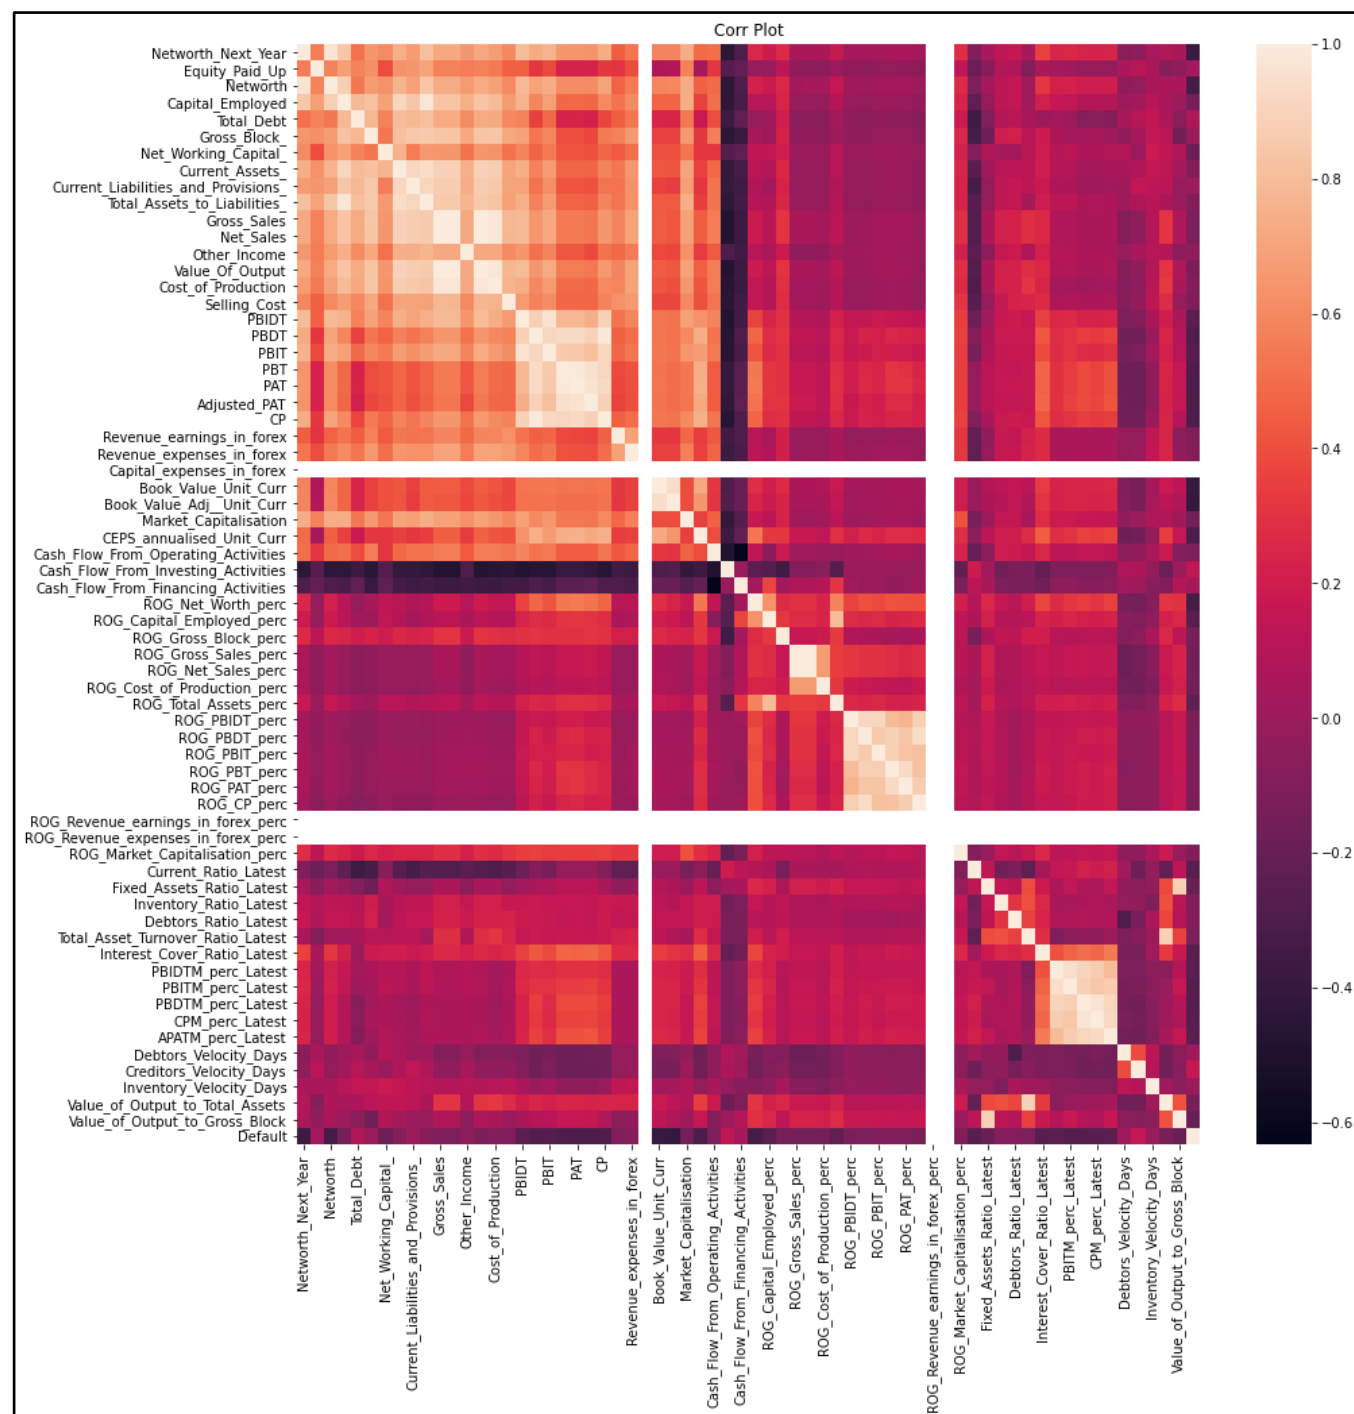 Corr Plot
Networth_Next_Year
Equity_Paid_Up
Networth
Capital_Employed
Total_Debt
Gross_Block_
Net_Working_Capital_
Current_Assets_
Current_Liabilities_and_Provisions_
Total_Assets_to_Liabilities_
Gross_Sales
Net_Sales
Other_Income
Value_Of_Output
Cost_of_Production
Selling_Cost
PBIDT
PBDT
PBIT
PBT
PAT
Adjusted_PAT
CP
Revenue_earnings_in_forex
Revenue_expenses_in_forex
Capital_expenses_in_forex
Book_Value_Unit_Curr
Book_Value_Adj__Unit_Curr
Market_Capitalisation
CEPS_annualised_Unit_Curr
Cash_Flow_From_Operating_Activities
Cash_Flow_From_Investing_Activities
Cash_Flow_From_Financing_Activities
ROG_Net_Worth_perc
ROG_Capital_Employed_perc
ROG_Gross_Block_perc
ROG_Gross_Sales_perc
ROG_Net_Sales_perc
ROG_Cost_of_Production_perc
ROG_Total_Assets_perc
ROG_PBIDT_perc
ROG_PBDT_perc
ROG_PBIT_perc
ROG_PBT_perc
ROG_PAT_perc
ROG_CP_perc
ROG_Revenue_earnings_in_forex_perc
ROG_Revenue_expenses_in_forex_perc
ROG_Market_Capitalisation_perc
Current_Ratio_Latest
Fixed_Assets_Ratio_Latest
Inventory_Ratio_Latest
Debtors_Ratio_Latest
Total_Asset_Turnover_Ratio_Latest
Interest_Cover_Ratio_Latest
PBIDTM_perc_Latest
PBITM_perc_Latest
PBDTM_perc_Latest
CPM_perc_Latest
APATM_perc_Latest
Debtors_Velocity_Days
Creditors_Velocity_Days
Inventory_Velocity_Days
Value_of_Output_to_Total_Assets
Value_of_Output_to_Gross_Block
Default
Networth_Next_Year
Networth
Total_Debt
Net_Working_Capital_
Current_Liabilities_and_Provisions_
Gross_Sales
Other_Income
Cost_of_Production
PBIDT
PBIT
PAT
CP
Revenue_expenses_in_forex
Book_Value_Unit_Curr
Market_Capitalisation
Cash_Flow_From_Operating_Activities
Cash_Flow_From_Financing_Activities
ROG_Capital_Employed_perc
ROG_Gross_Sales_perc
ROG_Cost_of_Production_perc
ROG_PBIDT_perc
ROG_PBIT_perc
ROG_PAT_perc
ROG_Revenue_earnings_in_forex_perc
ROG_Market_Capitalisation_perc
Fixed_Assets_Ratio_Latest
Debtors_Ratio_Latest
Interest_Cover_Ratio_Latest
PBITM_perc_Latest
CPM_perc_Latest
Debtors_Velocity_Days
Inventory_Velocity_Days
Value_of_Output_to_Gross_Block
1.0
0.8
0.6
0.4
0.2
0.0
−0.2
−0.4
−0.6